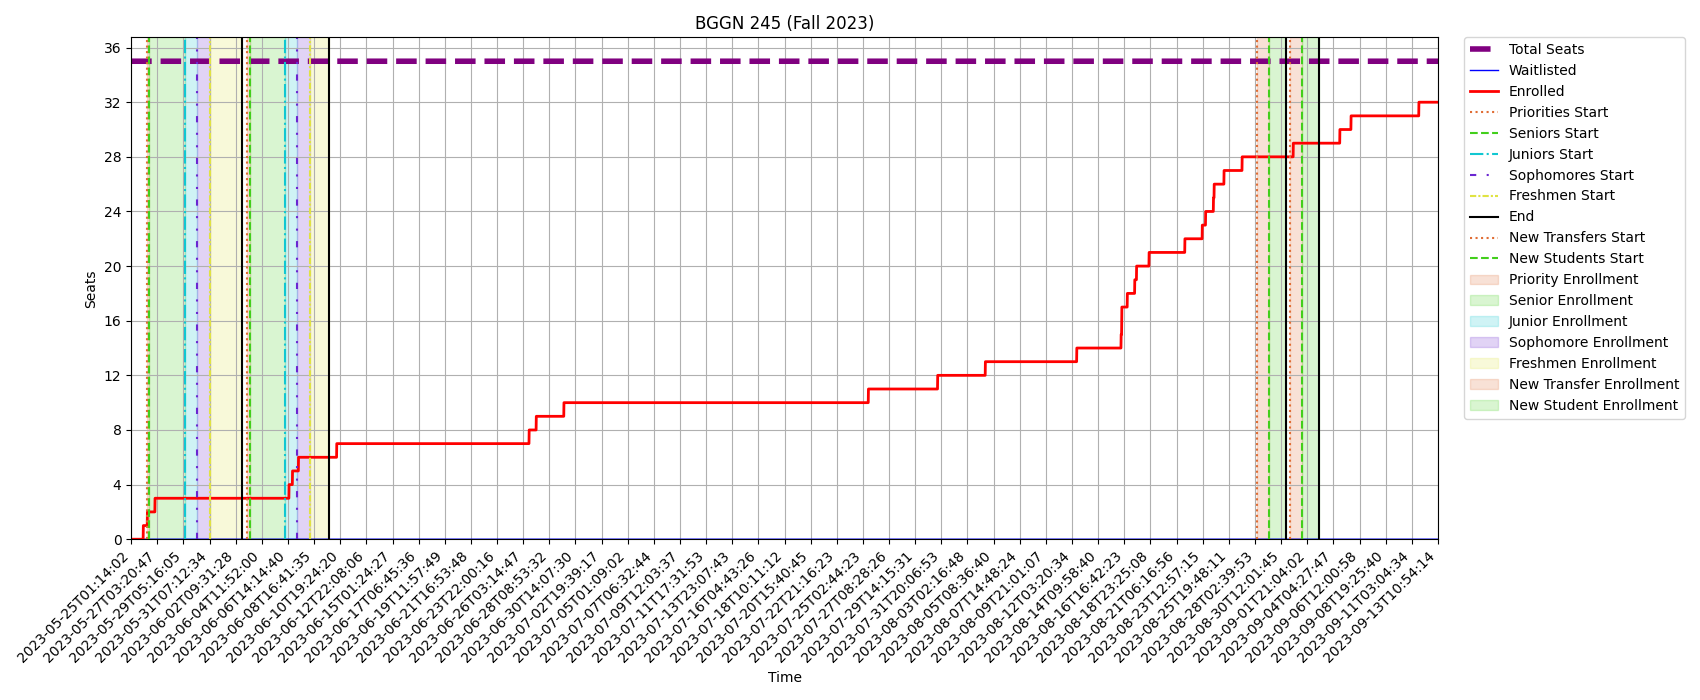 BGGN 245 (Fall 2023)
36
32
28
24
20
16
12
8
4
0
Seats
2023-05-25T01:14:02
2023-05-27T03:20:47
2023-05-29T05:16:05
2023-05-31T07:12:34
2023-06-02T09:31:28
2023-06-04T11:52:00
2023-06-06T14:14:40
2023-06-08T16:41:35
2023-06-10T19:24:20
2023-06-12T22:08:06
2023-06-15T01:24:27
2023-06-17T06:45:36
2023-06-19T11:57:49
2023-06-21T16:53:48
2023-06-23T22:00:16
2023-06-26T03:14:47
2023-06-28T08:53:32
2023-06-30T14:07:30
2023-07-02T19:39:17
2023-07-05T01:09:02
2023-07-07T06:32:44
2023-07-09T12:03:37
2023-07-11T17:31:53
2023-07-13T23:07:43
2023-07-16T04:43:26
2023-07-18T10:11:12
2023-07-20T15:40:45
2023-07-22T21:16:23
2023-07-25T02:44:23
2023-07-27T08:28:26
2023-07-29T14:15:31
2023-07-31T20:06:53
2023-08-03T02:16:48
2023-08-05T08:36:40
2023-08-07T14:48:24
2023-08-09T21:01:07
2023-08-12T03:20:34
2023-08-14T09:58:40
2023-08-16T16:42:23
2023-08-18T23:25:08
2023-08-21T06:16:56
2023-08-23T12:57:15
2023-08-25T19:48:11
2023-08-28T02:39:53
2023-08-30T12:01:45
2023-09-01T21:04:02
2023-09-04T04:27:47
2023-09-06T12:00:58
2023-09-08T19:25:40
2023-09-11T03:04:34
2023-09-13T10:54:14
Time
Total Seats
Waitlisted
Enrolled
Priorities Start
Seniors Start
Juniors Start
Sophomores Start
Freshmen Start
End
New Transfers Start
New Students Start
Priority Enrollment
Senior Enrollment
Junior Enrollment
Sophomore Enrollment
Freshmen Enrollment
New Transfer Enrollment
New Student Enrollment